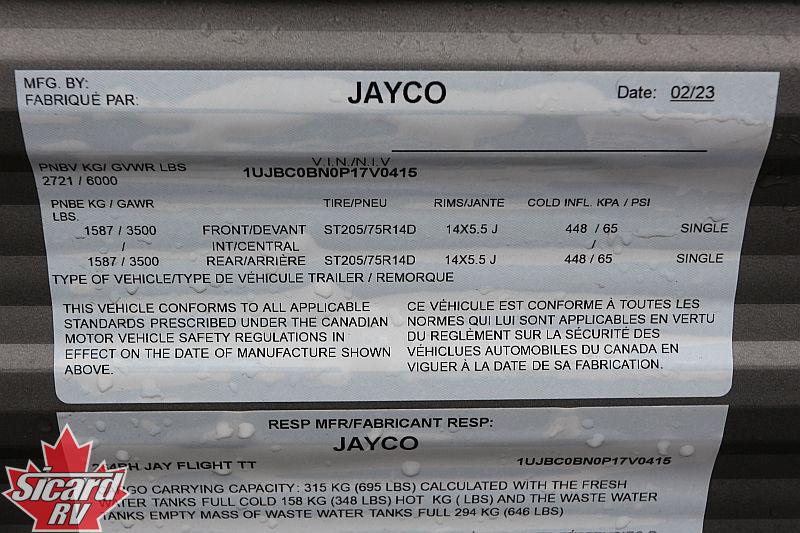 MFG. BY: JAYCO Date: 02/23
FABRIQUÉ PAR:
V.I.N./N.I.V
PNBV KG/ GVWR LBS 1UJBC0BN0P17V0415
2721 / 6000
PNBE KG / GAWR TIRE/PNEU RIMS/JANTE COLD INFL. KPA / PSI
LBS.
1587 / 3500 FRONT/DEVANT ST205/75R14D 14X5.5 J 448 / 65 SINGLE
/ INT/CENTRAL /
1587 / 3500 REAR/ARRIÈRE ST205/75R14D 14X5.5 J 448 / 65 SINGLE
TYPE OF VEHICLE/TYPE DE VÉHICULE TRAILER / REMORQUE
THIS VEHICLE CONFORMS TO ALL APPLICABLE
STANDARDS PRESCRIBED UNDER THE CANADIAN
MOTOR VEHICLE SAFETY REGULATIONS IN
EFFECT ON THE DATE OF MANUFACTURE SHOWN
ABOVE.
CE VÉHICULE EST CONFORME À TOUTES LES
NORMES QUI LUI SONT APPLICABLES EN VERTU
DU REGLÈMENT SUR LA SÉCURITÉ DES
VÉHICLUES AUTOMOBILES DU CANADA EN
VIGUER À LA DATE DE SA FABRICATION.
RESP MFR/FABRICANT RESP:
JAYCO
JAY FLIGHT TT 1UJBC0BN0P17V0415
CARRYING CAPACITY: 315 KG (695 LBS) CALCULATED WITH THE FRESH
WATER TANKS FULL COLD 158 KG (348 LBS) HOT KG ( LBS) AND THE WASTE WATER
TANKS EMPTY MASS OF WASTE WATER TANKS FULL 294 KG (646 LBS)
Sicard
RV